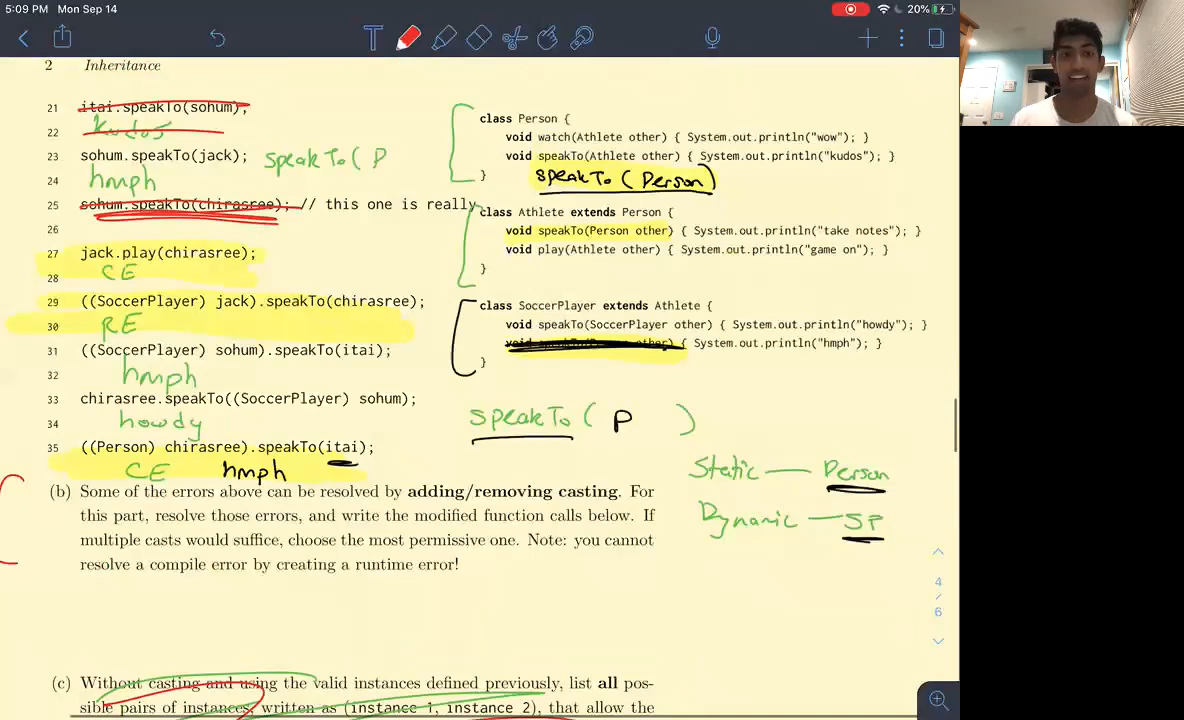 5:09 PM Mon Sep 14
20%
2 Inheritance
21 itai.speakTo(sohum);
22 kudos
23 sohum.speakTo(jack); speakTo( P
24 hmph
25 sohum.speakTo(chirasree); // this one is really
26
27 jack.play(chirasree);
28 CE
29 ((SoccerPlayer) jack).speakTo(chirasree);
30 RE
31 ((SoccerPlayer) sohum).speakTo(itai);
32 hmph
33 chirasree.speakTo((SoccerPlayer) sohum);
34 howdy
35 ((Person) chirasree).speakTo(itai);
CE hmph
class Person {
void watch(Athlete other) { System.out.println("wow"); }
void speakTo(Athlete other) { System.out.println("kudos"); }
} speakTo (Person)
class Athlete extends Person {
void speakTo(Person other) { System.out.println("take notes"); }
void play(Athlete other) { System.out.println("game on"); }
}
class SoccerPlayer extends Athlete {
void speakTo(SoccerPlayer other) { System.out.println("howdy"); }
void other) { System.out.println("hmph"); }
}
speakTo ( P )
Static — Person
Dynamic — SP
(b) Some of the errors above can be resolved by adding/removing casting. For
this part, resolve those errors, and write the modified function calls below. If
multiple casts would suffice, choose the most permissive one. Note: you cannot
resolve a compile error by creating a runtime error!
4
/
6
(c) Without casting and using the valid instances defined previously, list all pos-
sible pairs of instances, written as (instance 1, instance 2), that allow the